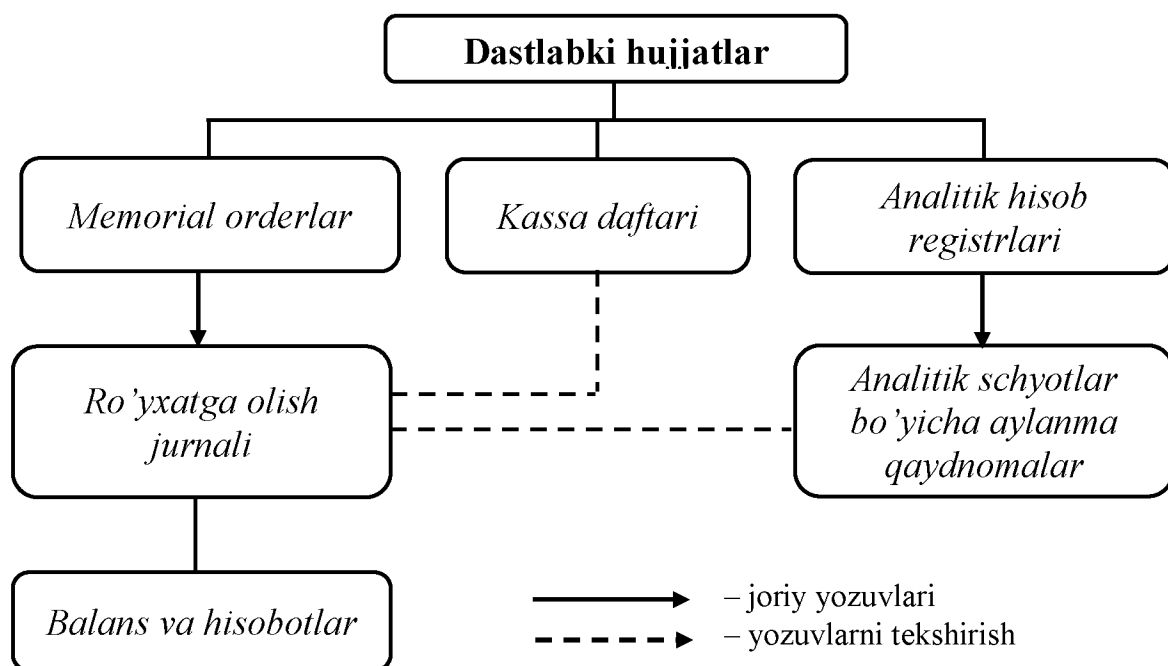 Dastlabki hujjatlar
Memorial orderlar
Kassa daftari
Analitik hisob
registrlari
Ro’yxatga olish
jurnali
Analitik schyotlar
bo’yicha aylanma
qaydnomalar
Balans va hisobotlar
– joriy yozuvlari
– yozuvlarni tekshirish